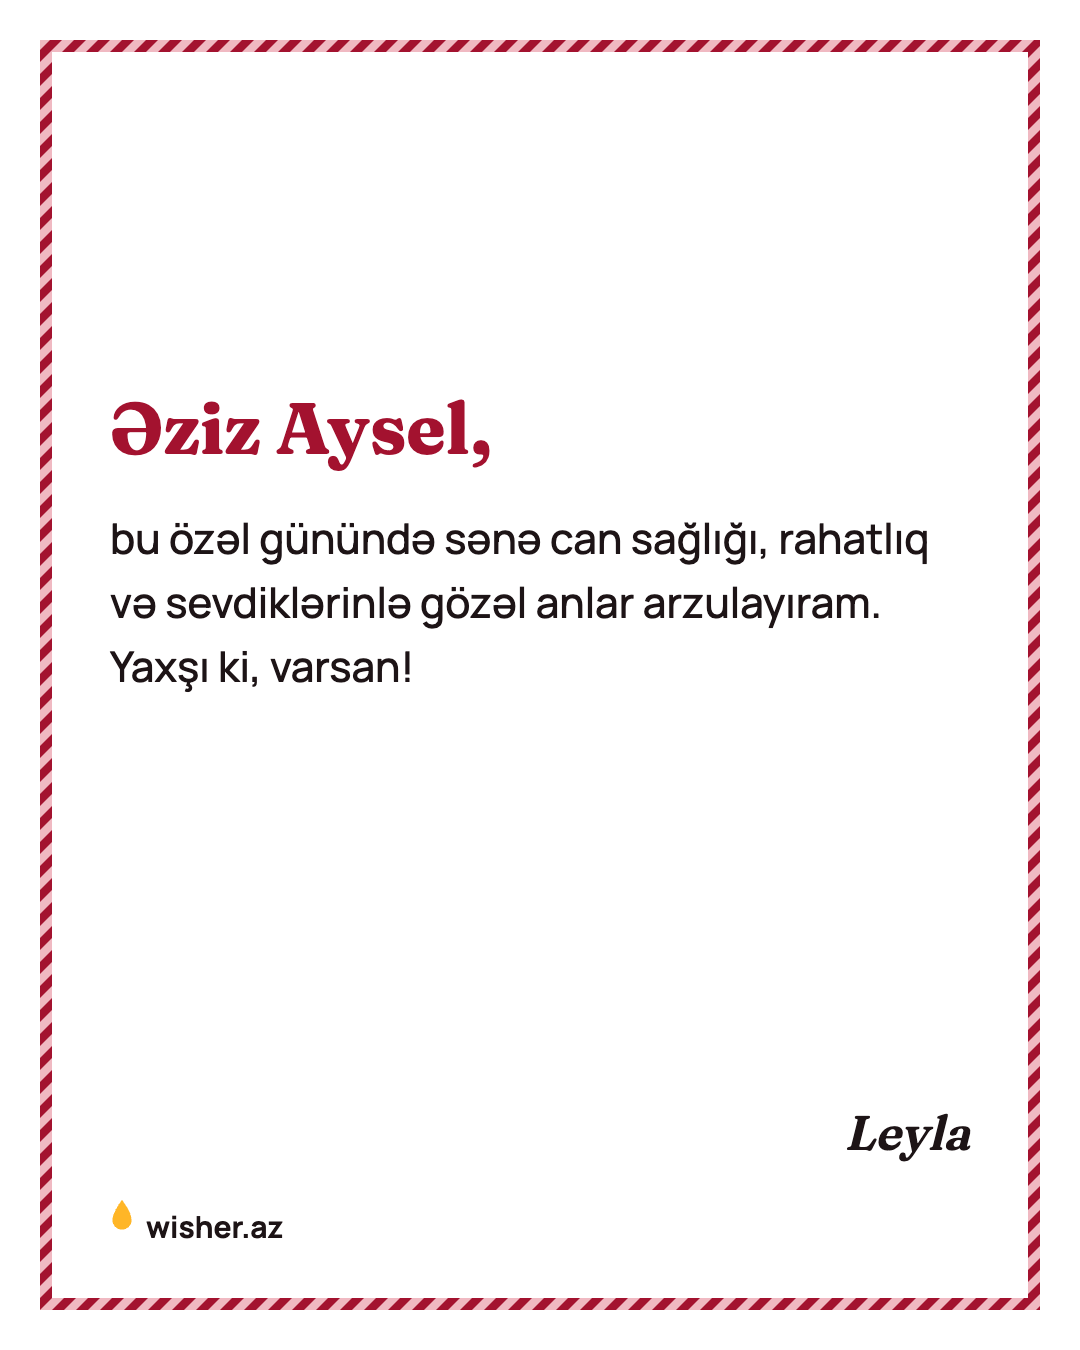 Əziz Aysel,
bu özəl günündə sənə can sağlığı, rahatlıq
və sevdiklərinlə gözəl anlar arzulayıram.
Yaxşı ki, varsan!
Leyla
wisher.az